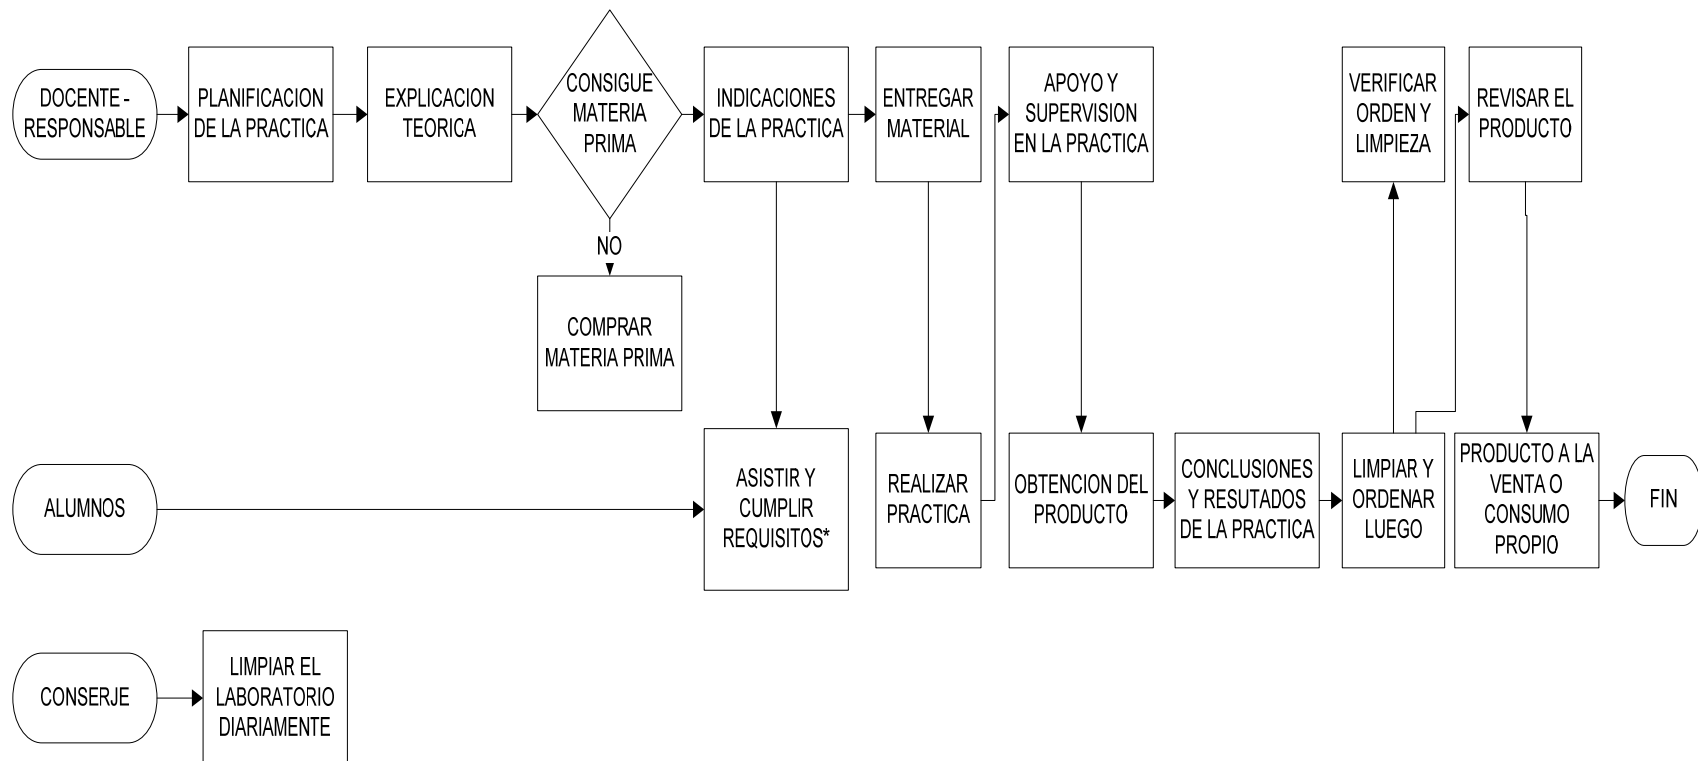 DOCENTE -
RESPONSABLE
PLANIFICACION
DE LA PRACTICA
EXPLICACION
TEORICA
CONSIGUE
MATERIA
PRIMA
INDICACIONES
DE LA PRACTICA
ENTREGAR
MATERIAL
APOYO Y
SUPERVISION
EN LA PRACTICA
VERIFICAR
ORDEN Y
LIMPIEZA
REVISAR EL
PRODUCTO
NO
COMPRAR
MATERIA PRIMA
ALUMNOS
ASISTIR Y
CUMPLIR
REQUISITOS*
REALIZAR
PRACTICA
OBTENCION DEL
PRODUCTO
CONCLUSIONES
Y RESUTADOS
DE LA PRACTICA
LIMPIAR Y
ORDENAR
LUEGO
PRODUCTO A LA
VENTA O
CONSUMO
PROPIO
FIN
CONSERJE
LIMPIAR EL
LABORATORIO
DIARIAMENTE